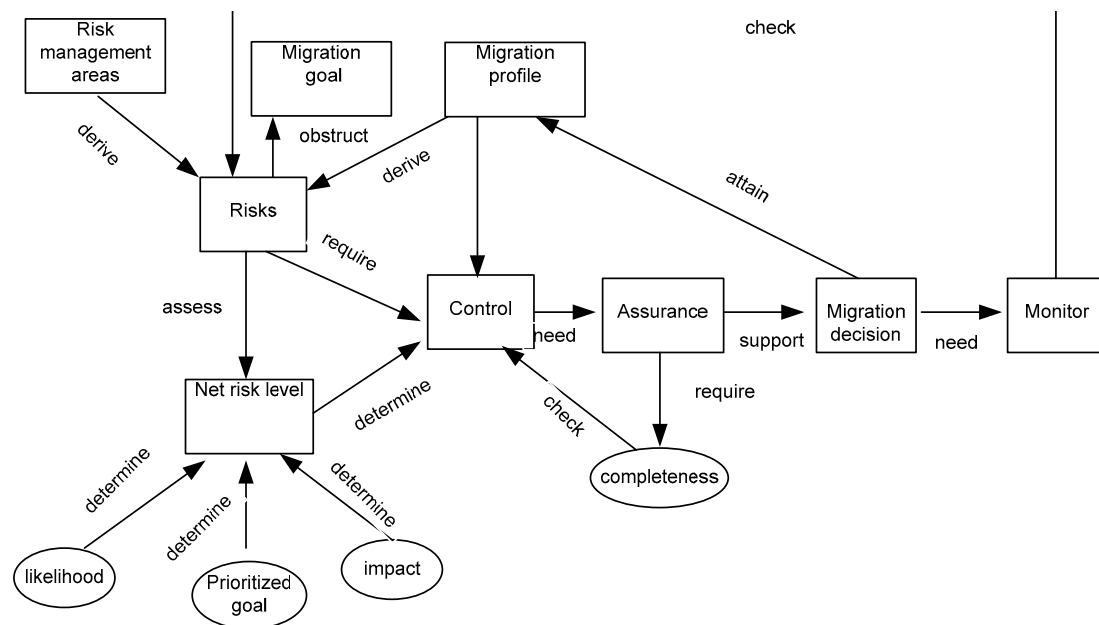 check
Risk
management
areas
Migration
goal
Migration
profile
derive
obstruct
derive
attain
Risks
require
assess
Control
need
Assurance
support
Migration
decision
need
Monitor
Net risk level
determine
check
require
completeness
determine
determine
determine
likelihood
Prioritized
goal
impact